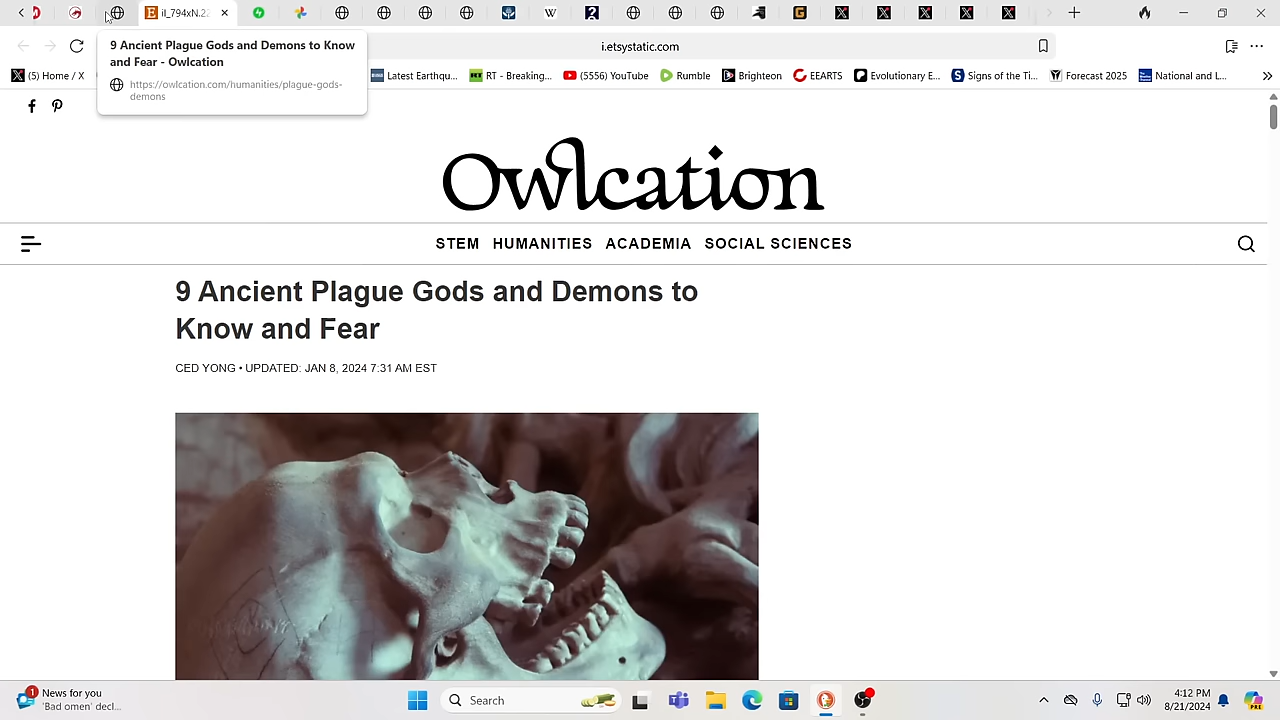 il_794xN.22
9 Ancient Plague Gods and Demons to Know
and Fear - Owlcation
https://owlcation.com/humanities/plague-gods-
demons
i.etsystatic.com
(5) Home / X
Latest Earthqu...
RT - Breaking...
(5556) YouTube
Rumble
Brighteon
EEARTS
Evolutionary E...
Signs of the Ti...
Forecast 2025
National and L...
Owlcation
STEM HUMANITIES ACADEMIA SOCIAL SCIENCES
9 Ancient Plague Gods and Demons to
Know and Fear
CED YONG • UPDATED: JAN 8, 2024 7:31 AM EST
1
News for you
'Bad omen: decl...
Search
4:12 PM
8/21/2024